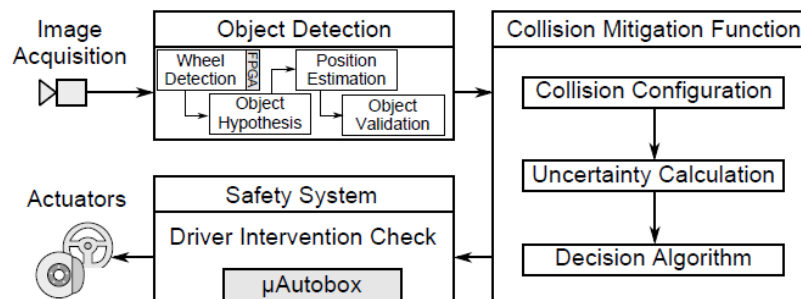 Image
Acquisition
Object Detection
Wheel
Detection
FPGA
Object
Hypothesis
Position
Estimation
Object
Validation
Collision Mitigation Function
Collision Configuration
Uncertainty Calculation
Decision Algorithm
Safety System
Driver Intervention Check
µAutobox
Actuators